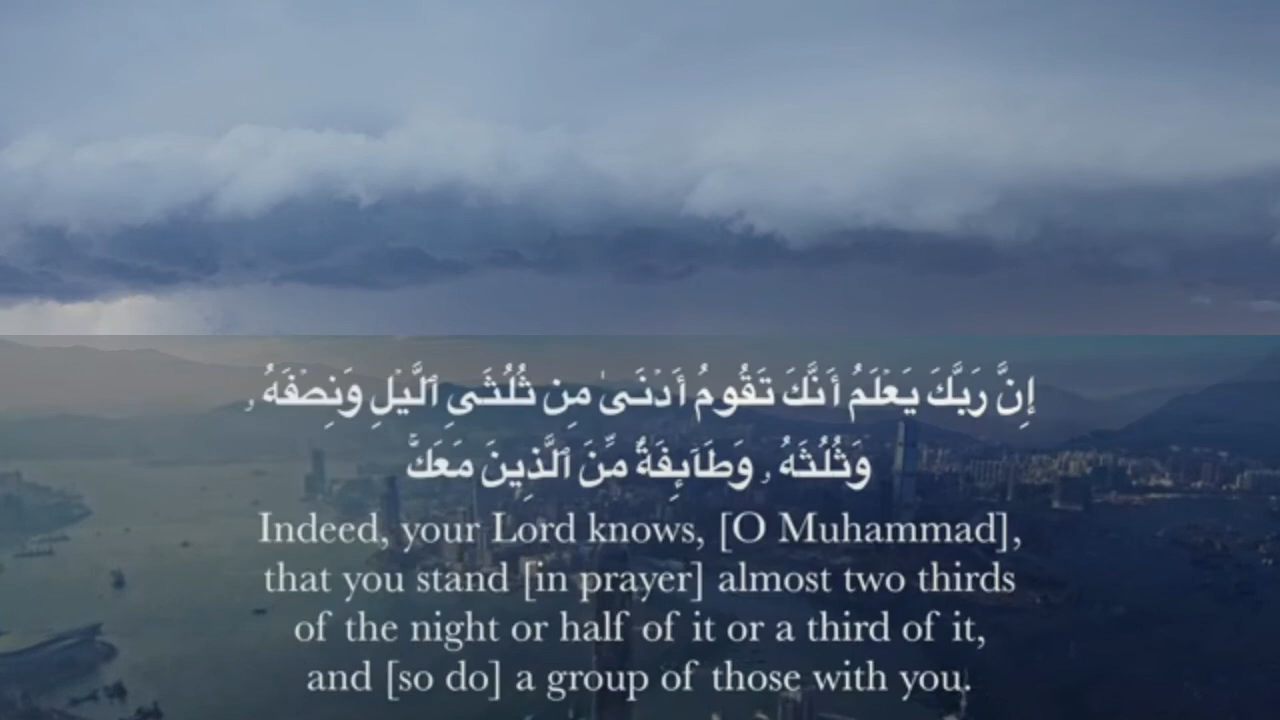 إِنَّ رَبَّكَ يَعْلَمُ أَنَّكَ تَقُومُ أَدْنَىٰ مِن ثُلُثَىِ ٱلَّيْلِ وَنِصْفَهُۥ
وَثُلُثَهُۥ وَطَآئِفَةٌ مِّنَ ٱلَّذِينَ مَعَكَ ۚ
Indeed, your Lord knows, [O Muhammad],
that you stand [in prayer] almost two thirds
of the night or half of it or a third of it,
and [so do] a group of those with you.